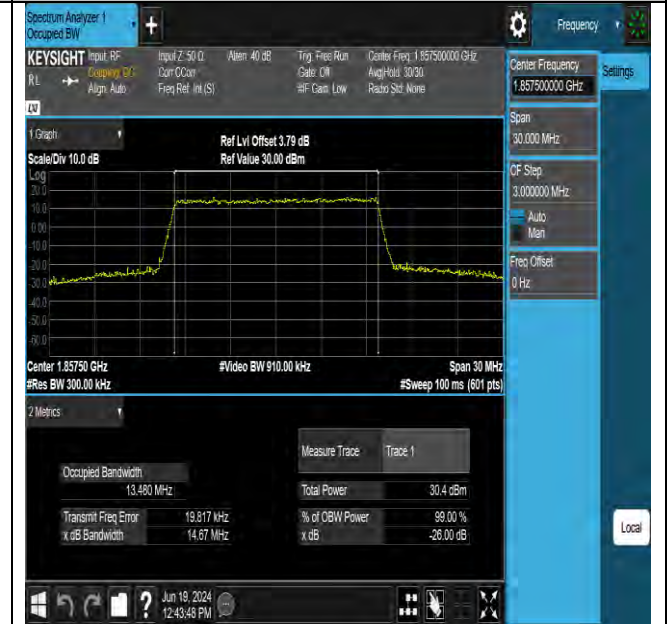 Spectrum Analyzer 1
Occupied BW
+
Frequency
KEYSIGHT
RL
Input: RF
Coupling: DC
Align: Auto
Input Z: 50 Ω
Corr CCorr
Freq Ref: Int (S)
Atten: 40 dB
Trig: Free Run
Gate: Off
#IF Gain: Low
Center Freq: 1.857500000 GHz
Avg|Hold: 30/30
Radio Std: None
LXI
Center Frequency
1.857500000 GHz
Settings
Span
30.000 MHz
CF Step
3.000000 MHz
Auto
Man
Freq Offset
0 Hz
1 Graph
Scale/Div 10.0 dB
Ref Lvl Offset 3.79 dB
Ref Value 30.00 dBm
Log
20.0
10.0
0.00
-10.0
-20.0
-30.0
-40.0
-50.0
-60.0
Center 1.85750 GHz
#Video BW 910.00 kHz
Span 30 MHz
#Res BW 300.00 kHz
#Sweep 100 ms (601 pts)
2 Metrics
Measure Trace
Trace 1
Occupied Bandwidth
13.460 MHz
Total Power
30.4 dBm
Transmit Freq Error
19.817 kHz
% of OBW Power
99.00 %
x dB Bandwidth
14.67 MHz
x dB
-26.00 dB
Local
?
Jun 19, 2024
12:43:48 PM